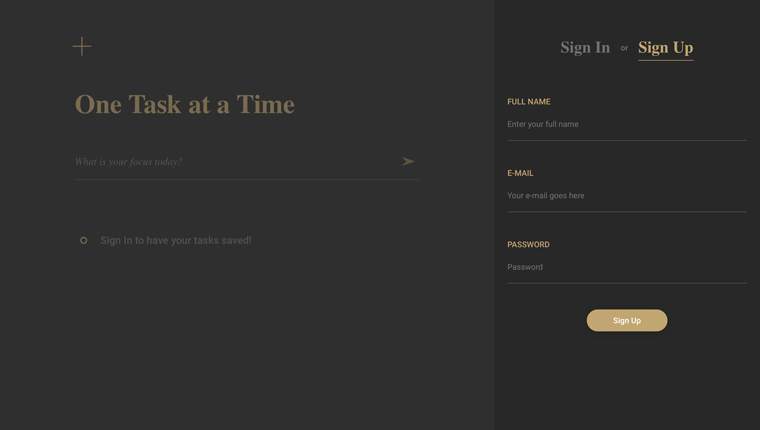 One Task at a Time
What is your focus today?
Sign In to have your tasks saved!
Sign In or Sign Up
FULL NAME
Enter your full name
E-MAIL
Your e-mail goes here
PASSWORD
Password
Sign Up